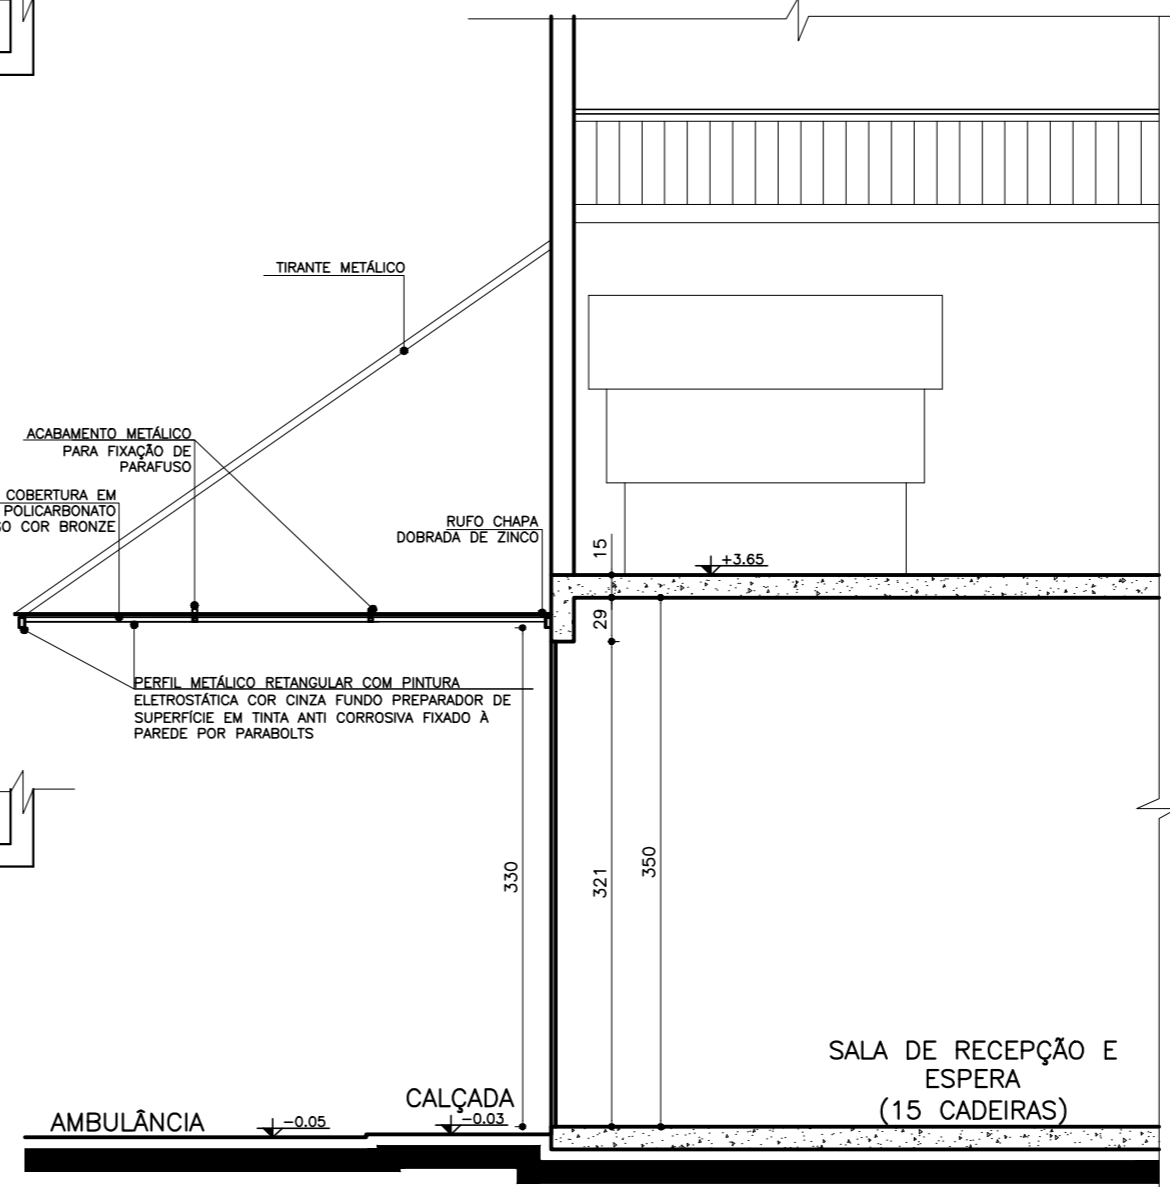 TIRANTE METÁLICO
ACABAMENTO METÁLICO
PARA FIXAÇÃO DE
PARAFUSO
COBERTURA EM
POLICARBONATO
COR BRONZE
RUFO CHAPA
DOBRADA DE ZINCO
15
+3.65
29
PERFIL METÁLICO RETANGULAR COM PINTURA
ELETROSTÁTICA COR CINZA FUNDO PREPARADOR DE
SUPERFÍCIE EM TINTA ANTI CORROSIVA FIXADO À
PAREDE POR PARABOLTS
330
321
350
SALA DE RECEPÇÃO E
ESPERA
(15 CADEIRAS)
AMBULÂNCIA
-0.05
CALÇADA
-0.03